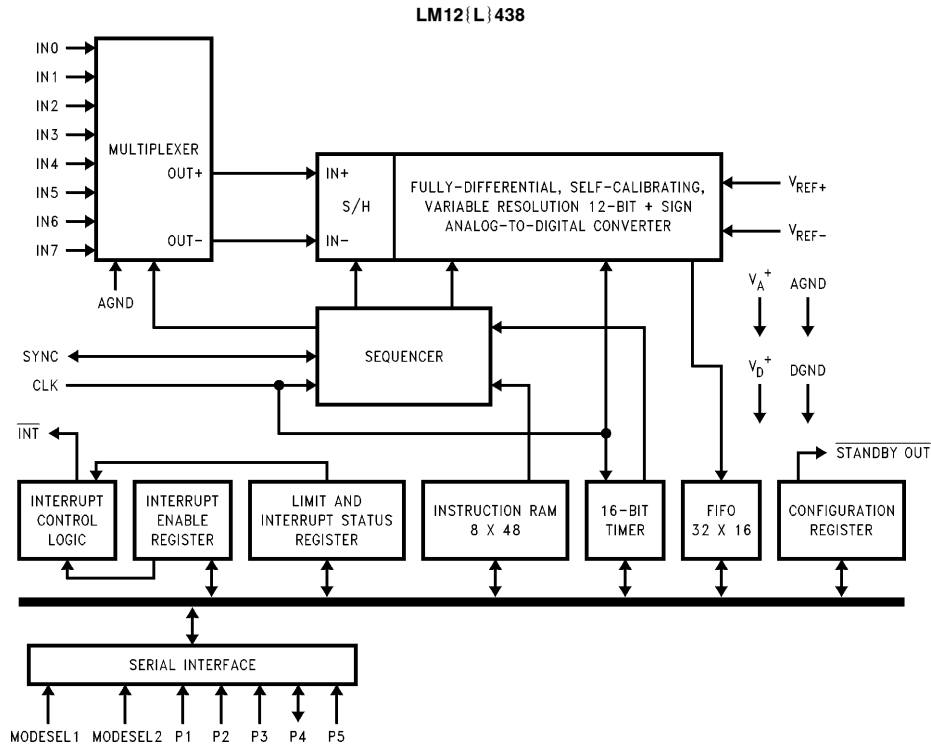 LM12{L}438
IN0
IN1
IN2
IN3
IN4
IN5
IN6
IN7
MULTIPLEXER
OUT+
OUT-
AGND
IN+
S/H
IN-
FULLY-DIFFERENTIAL, SELF-CALIBRATING,
VARIABLE RESOLUTION 12-BIT + SIGN
ANALOG-TO-DIGITAL CONVERTER
VREF+
VREF-
VA+
AGND
VD+
DGND
SYNC
CLK
SEQUENCER
INT
STANDBY OUT
INTERRUPT
CONTROL
LOGIC
INTERRUPT
ENABLE
REGISTER
LIMIT AND
INTERRUPT STATUS
REGISTER
INSTRUCTION RAM
8 X 48
16-BIT
TIMER
FIFO
32 X 16
CONFIGURATION
REGISTER
SERIAL INTERFACE
MODESEL1
MODESEL2
P1
P2
P3
P4
P5